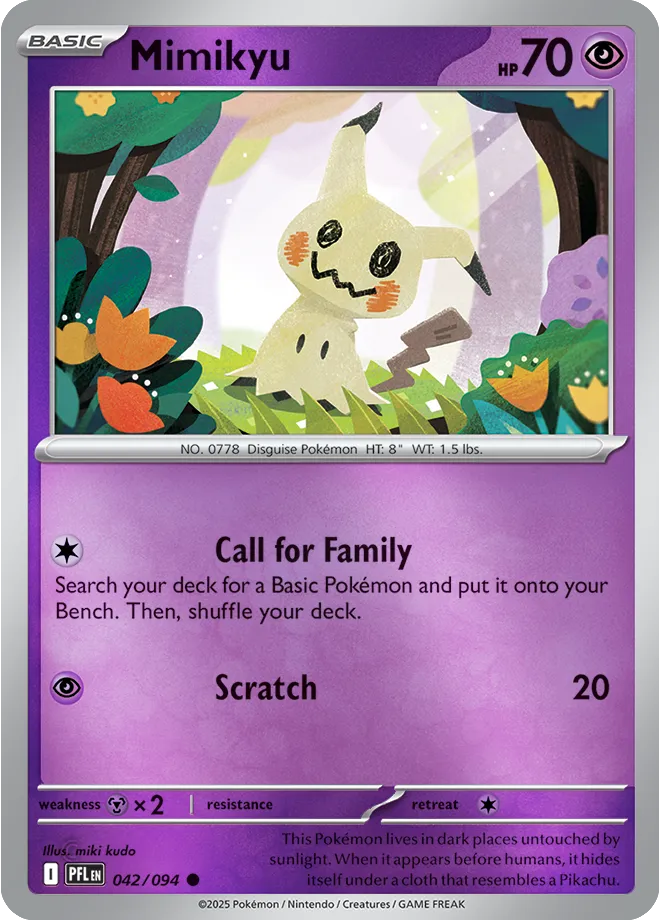 BASIC
Mimikyu
HP 70
NO. 0778 Disguise Pokémon HT: 8" WT: 1.5 lbs.
Call for Family
Search your deck for a Basic Pokémon and put it onto your
Bench. Then, shuffle your deck.
Scratch 20
weakness ×2 resistance retreat
Illus. miki kudo
I PFL EN 042/094
This Pokémon lives in dark places untouched by
sunlight. When it appears before humans, it hides
itself under a cloth that resembles a Pikachu.
©2025 Pokémon / Nintendo / Creatures / GAME FREAK